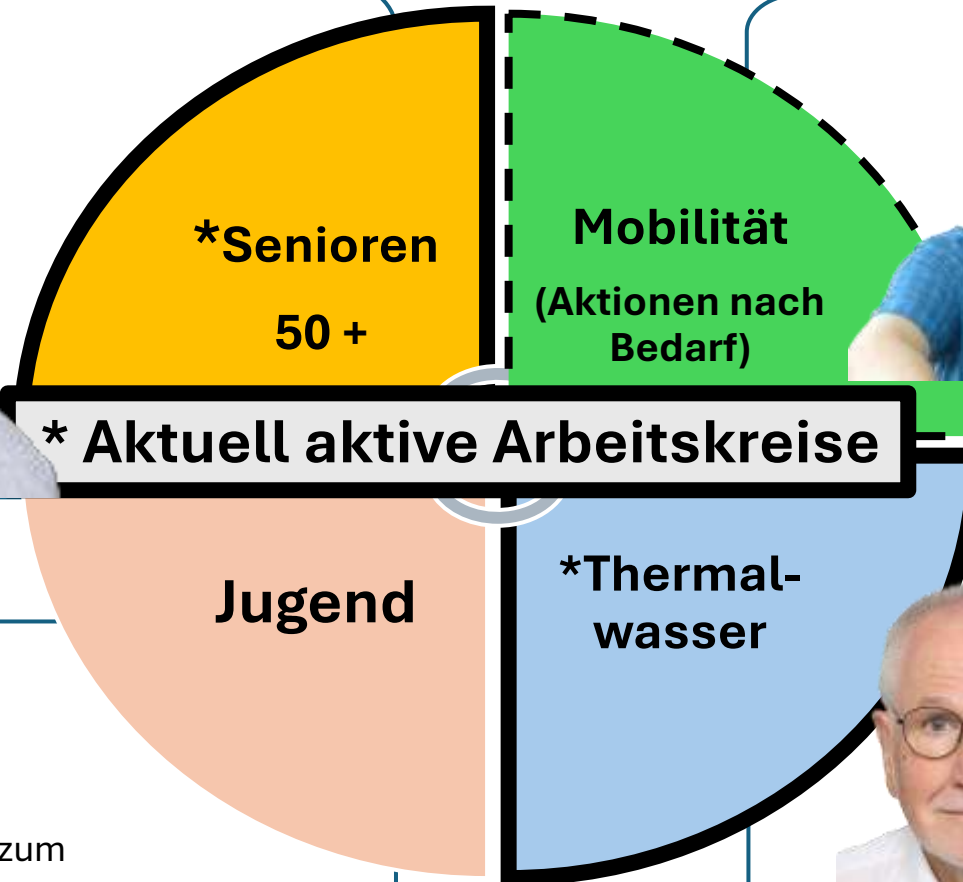 *Senioren
50 +
Mobilität
(Aktionen nach
Bedarf)
* Aktuell aktive Arbeitskreise
Jugend
*Thermal-
wasser
zum